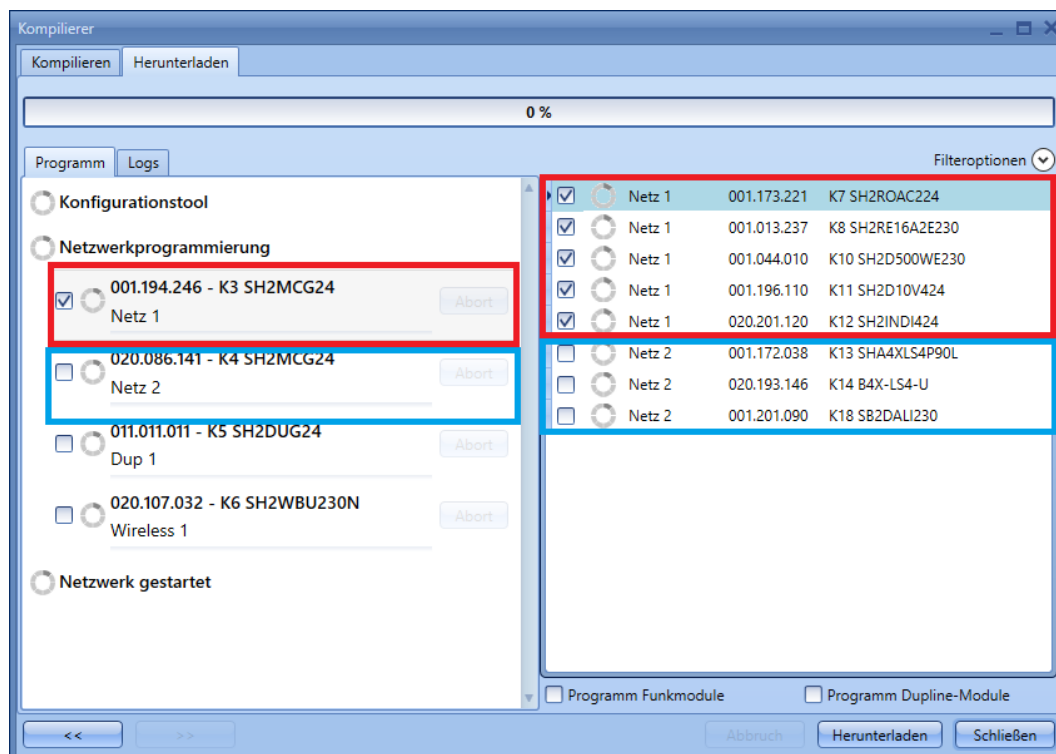 Kompilierer
Kompilieren
Herunterladen
0 %
Programm
Logs
Filteroptionen
Konfigurationstool
Netzwerkprogrammierung
001.194.246 - K3 SH2MCG24
Abort
Netz 1
020.086.141 - K4 SH2MCG24
Abort
Netz 2
011.011.011 - K5 SH2DUG24
Abort
Dup 1
020.107.032 - K6 SH2WBU230N
Abort
Wireless 1
Netzwerk gestartet
Netz 1 001.173.221 K7 SH2ROAC224
Netz 1 001.013.237 K8 SH2RE16A2E230
Netz 1 001.044.010 K10 SH2D500WE230
Netz 1 001.196.110 K11 SH2D10V424
Netz 1 020.201.120 K12 SH2INDI424
Netz 2 001.172.038 K13 SHA4XLS4P90L
Netz 2 020.193.146 K14 B4X-LS4-U
Netz 2 001.201.090 K18 SB2DALI230
Programm Funkmodule
Programm Dupline-Module
<<
>>
Abbruch
Herunterladen
Schließen